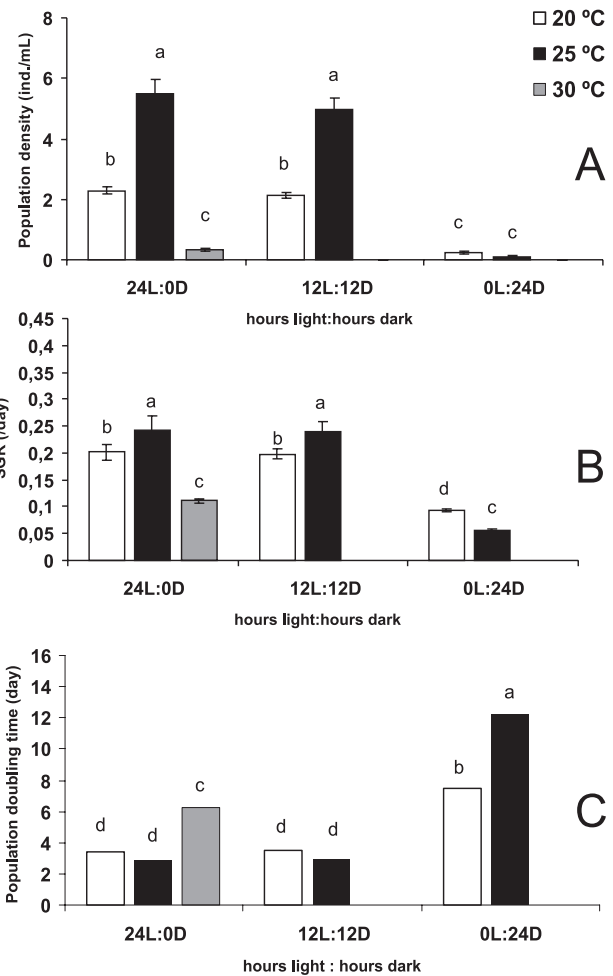 20 ºC
25 ºC
30 ºC
Population density (ind./mL)
8
6
4
2
0
a
a
b
b
c
c
c
24L:0D
12L:12D
0L:24D
hours light:hours dark
A
SGR (/day)
0,45
0,4
0,35
0,3
0,25
0,2
0,15
0,1
0,05
0
b
a
c
b
a
d
c
24L:0D
12L:12D
0L:24D
hours light:hours dark
B
Population doubling time (day)
16
14
12
10
8
6
4
2
0
d
d
c
d
d
b
a
24L:0D
12L:12D
0L:24D
hours light : hours dark
C